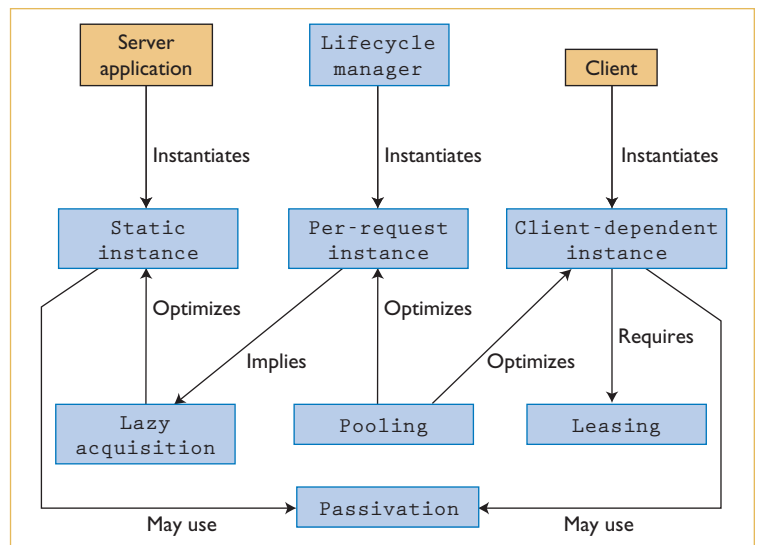 Server
application
Lifecycle
manager
Client
Instantiates
Instantiates
Instantiates
Static
instance
Per-request
instance
Client-dependent
instance
Optimizes
Implies
Optimizes
Optimizes
Requires
Lazy
acquisition
Pooling
Leasing
Passivation
May use
May use